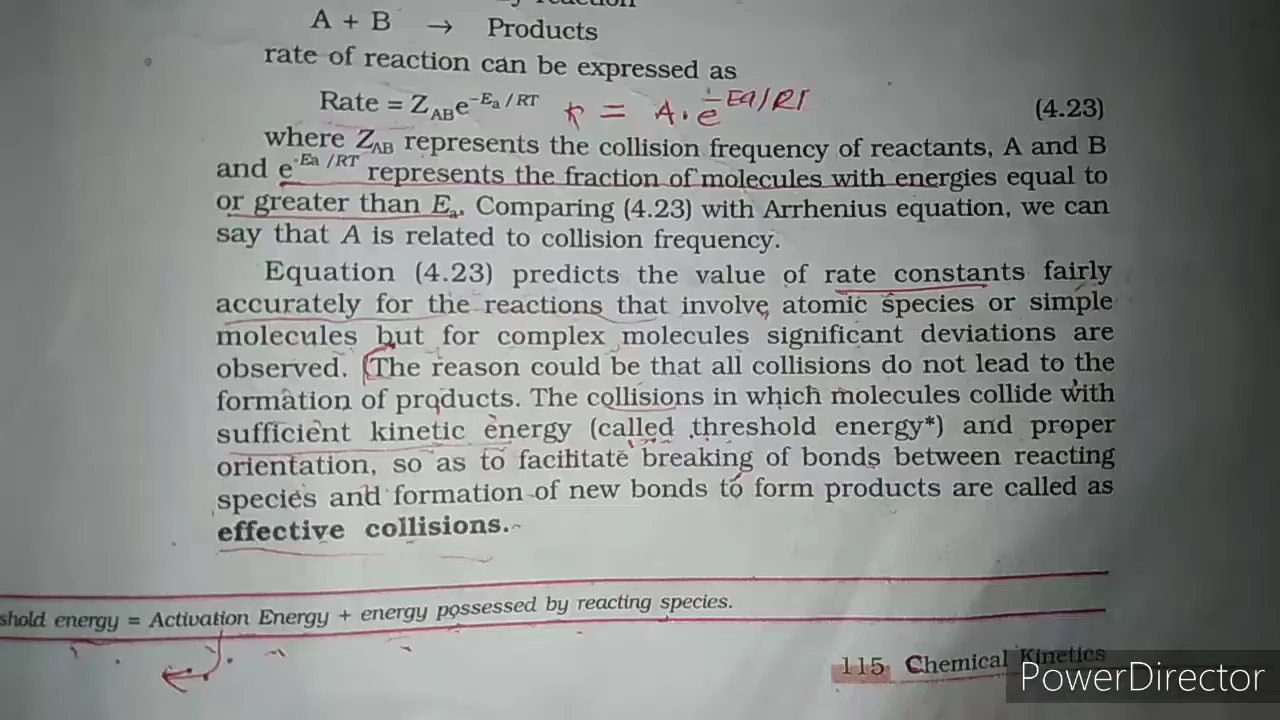 reaction
A + B → Products
rate of reaction can be expressed as
Rate = Z_AB e^-Ea / RT k = A. e^-Ea/RT (4.23)
where Z_AB represents the collision frequency of reactants, A and B
and e^-Ea /RT represents the fraction of molecules with energies equal to
or greater than E_a. Comparing (4.23) with Arrhenius equation, we can
say that A is related to collision frequency.
Equation (4.23) predicts the value of rate constants fairly
accurately for the reactions that involve atomic species or simple
molecules but for complex molecules significant deviations are
observed. The reason could be that all collisions do not lead to the
formation of products. The collisions in which molecules collide with
sufficient kinetic energy (called threshold energy*) and proper
orientation, so as to facilitate breaking of bonds between reacting
species and formation of new bonds to form products are called as
effective collisions.
shold energy = Activation Energy + energy possessed by reacting species.
115 Chemical Kinetics
PowerDirector